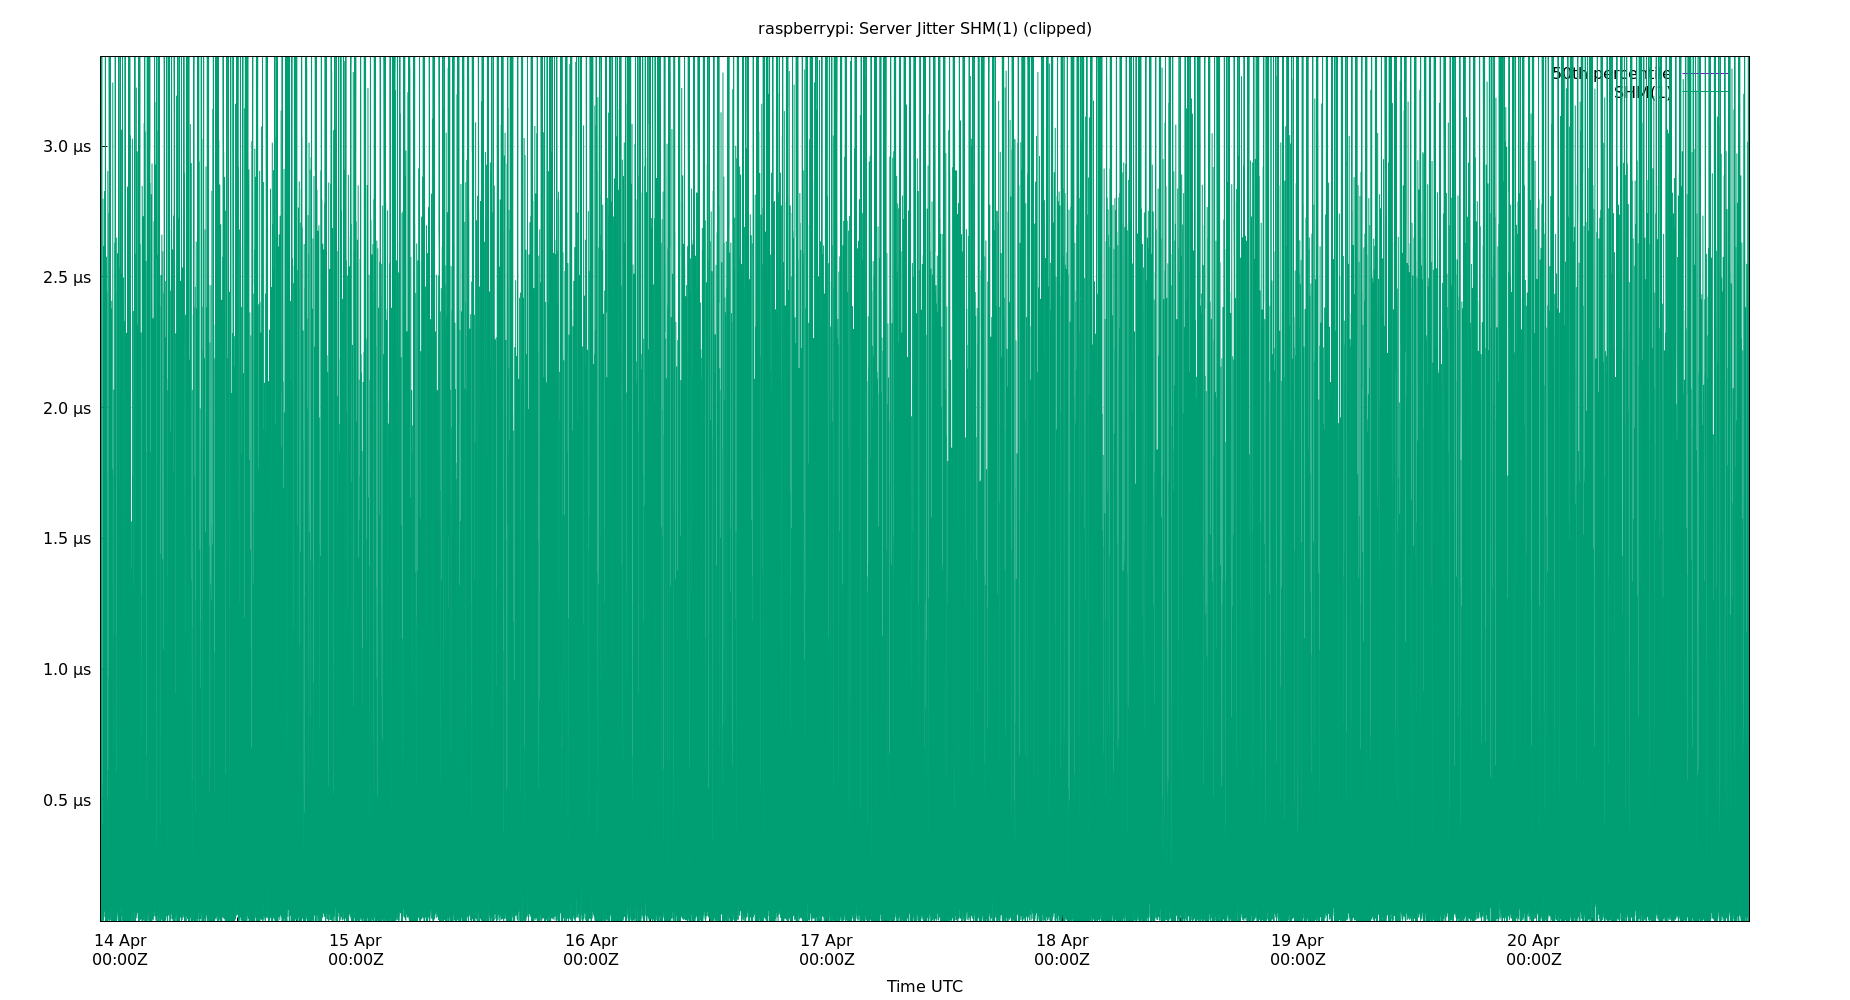 raspberrypi: Server Jitter SHM(1) (clipped)
50th percentile
SHM(1)
3.0 µs
2.5 µs
2.0 µs
1.5 µs
1.0 µs
0.5 µs
14 Apr 15 Apr 16 Apr 17 Apr 18 Apr 19 Apr 20 Apr
00:00Z 00:00Z 00:00Z 00:00Z 00:00Z 00:00Z 00:00Z
Time UTC